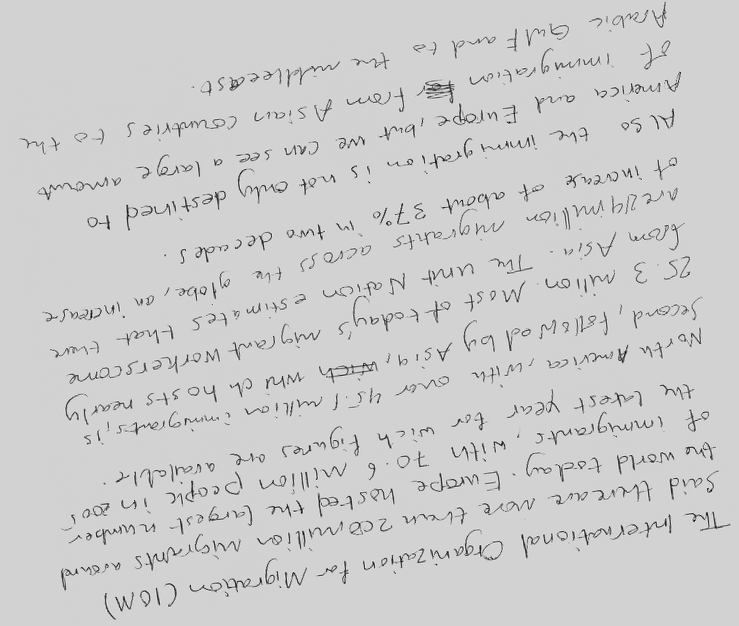 The International Organization for Migration (IOM)
Said there are more then 200 million migrants around
the world today. Europe hosted the largest number
of immigrants, with 70.6 million people in 2005
the latest year for wich figures are available.
North America, with over 45.1 million immigrants, is
Second, followed by Asia, which hosts nearly
25.3 million. Most of today's migrant workers come
from Asia. The unit Nation estimates that there
are 214 million migrants across the globe, an increase
of increase of about 37% in two decades.
Also the immigration is not only destined to
America and Europe, but we can see a large amount
of immigration from Asian countries to the
Arabic Gulf and to the middle east.